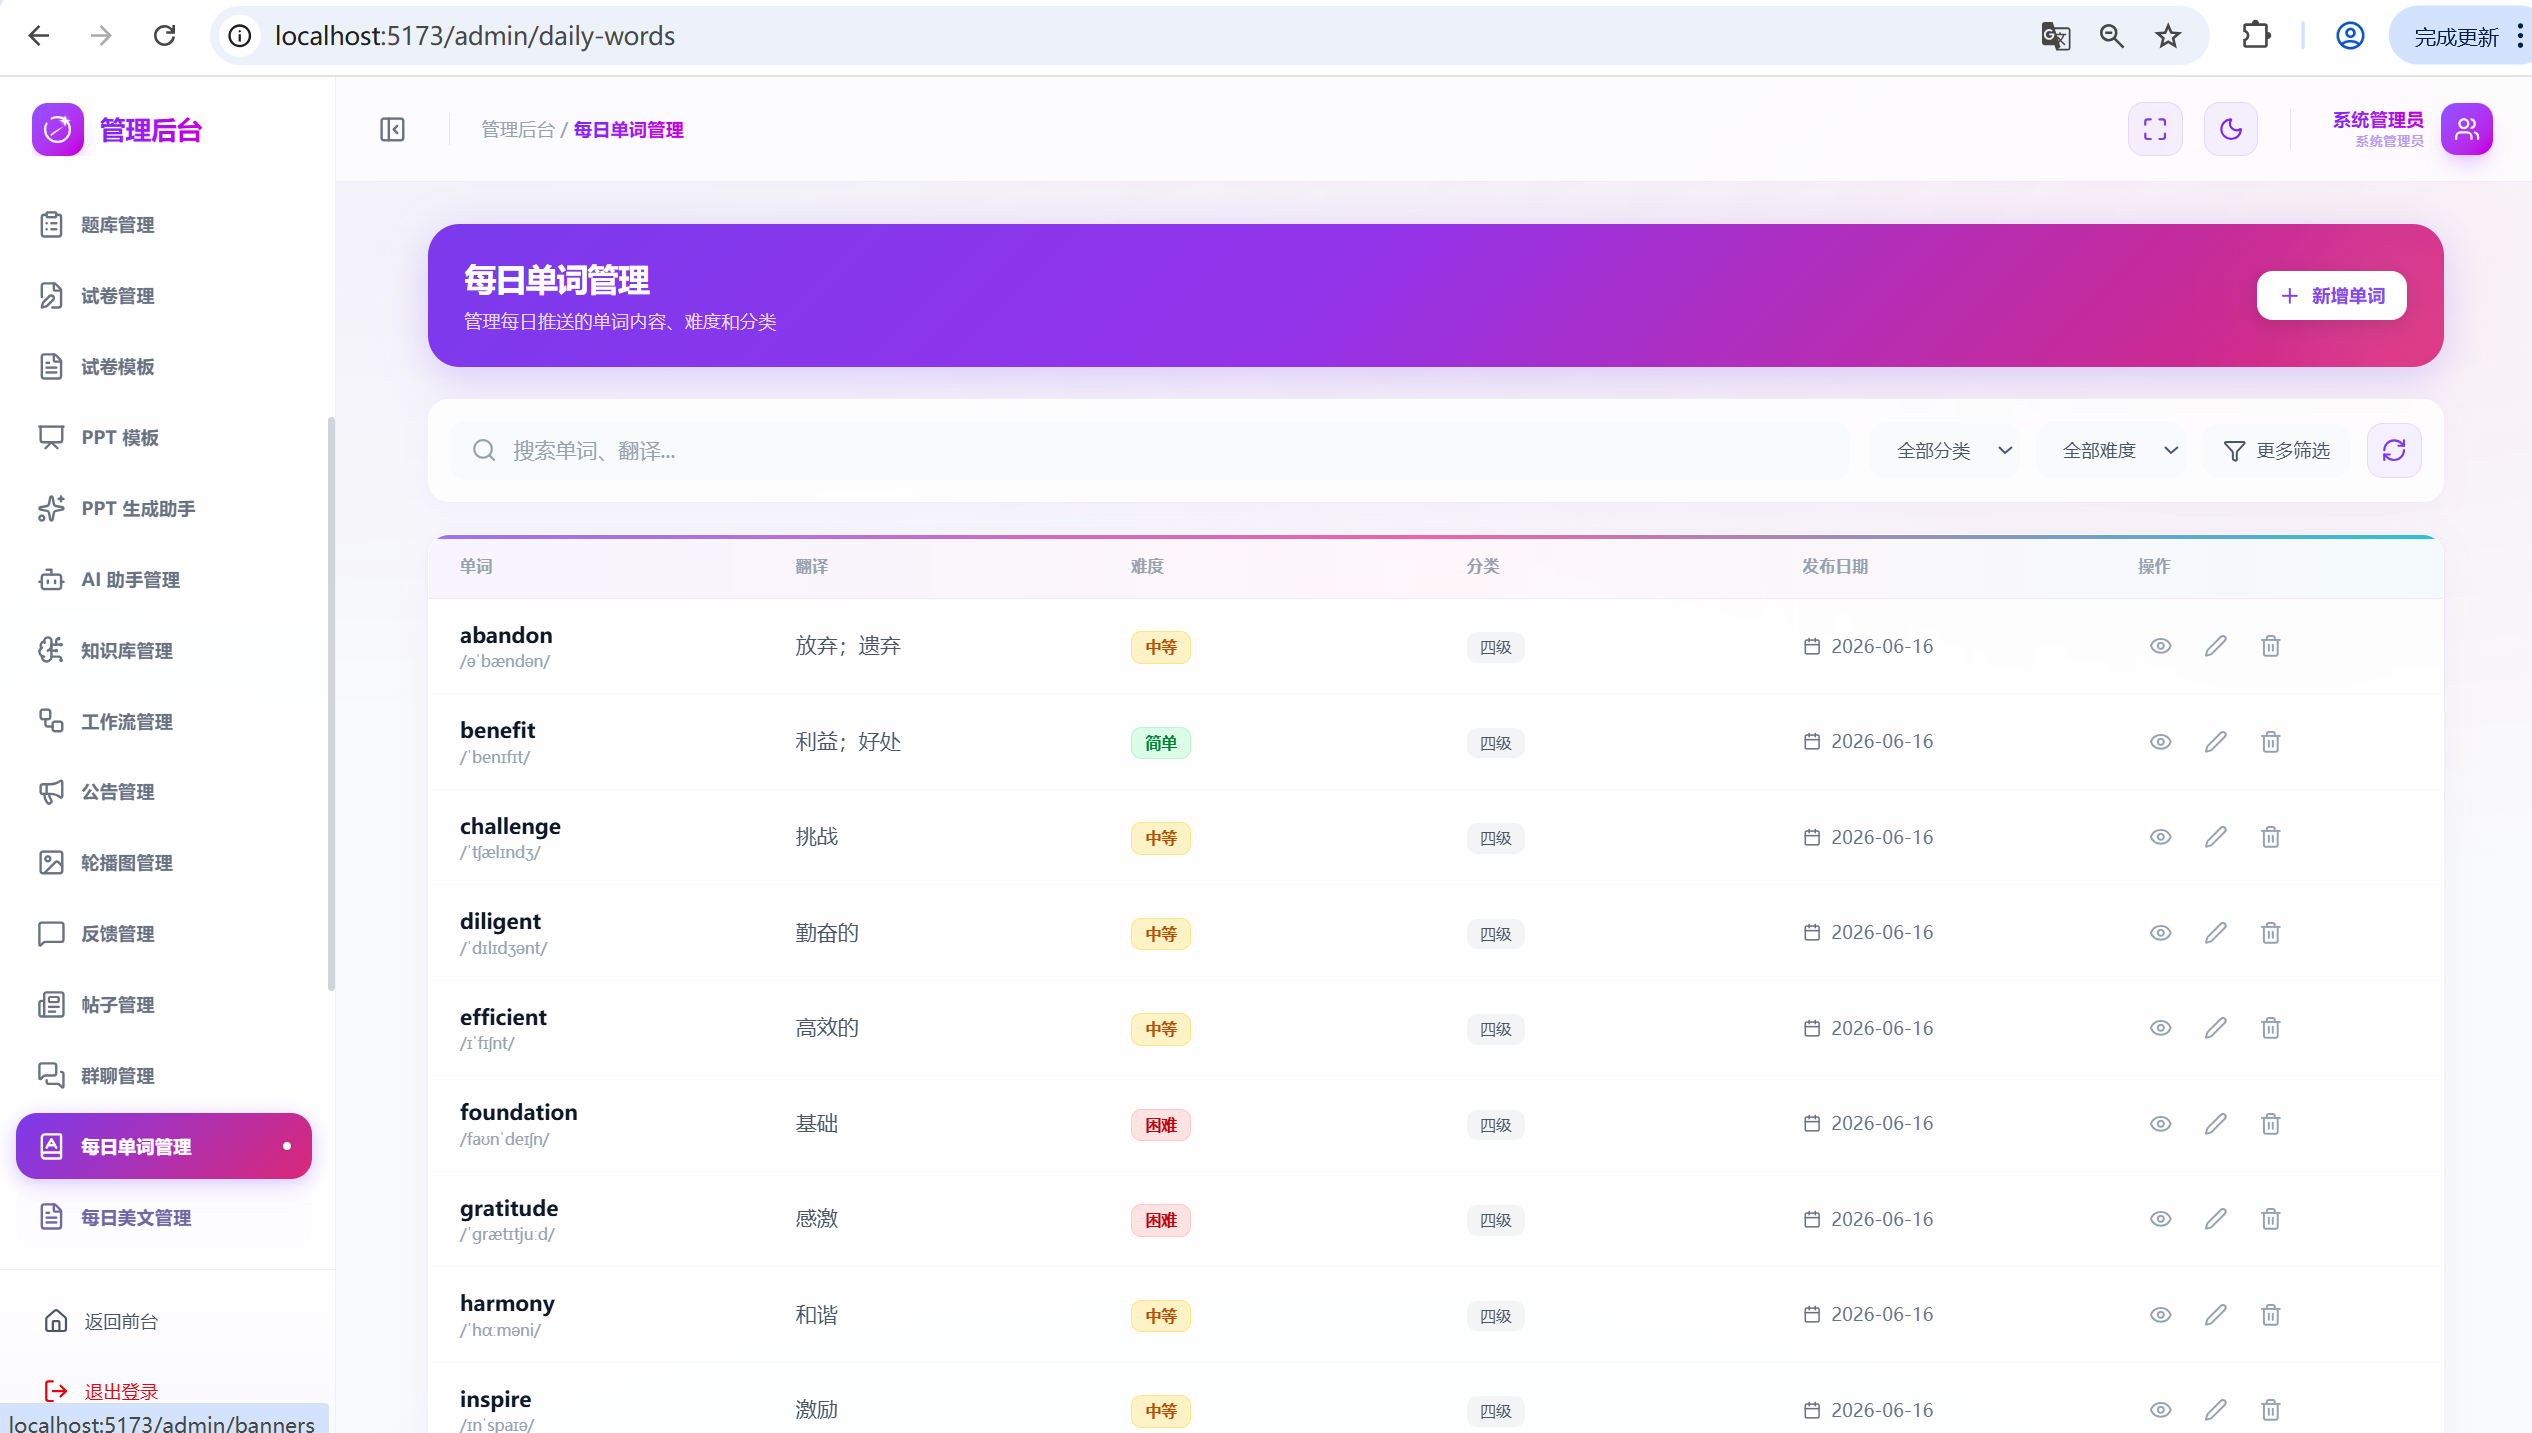 localhost:5173/admin/daily-words
完成更新
管理后台
管理后台 / 每日单词管理
系统管理员
系统管理员
题库管理
试卷管理
试卷模板
PPT 模板
PPT 生成助手
AI 助手管理
知识库管理
工作流管理
公告管理
轮播图管理
反馈管理
帖子管理
群聊管理
每日单词管理
每日美文管理
返回前台
退出登录
localhost:5173/admin/banners
每日单词管理
管理每日推送的单词内容、难度和分类
新增单词
搜索单词、翻译...
全部分类
全部难度
更多筛选
单词 翻译 难度 分类 发布日期 操作
abandon
/əˈbændən/
放弃；遗弃 中等 四级 2026-06-16
benefit
/ˈbenɪfɪt/
利益；好处 简单 四级 2026-06-16
challenge
/ˈtʃælɪndʒ/
挑战 中等 四级 2026-06-16
diligent
/ˈdɪlɪdʒənt/
勤奋的 中等 四级 2026-06-16
efficient
/ɪˈfɪʃnt/
高效的 中等 四级 2026-06-16
foundation
/faʊnˈdeɪʃn/
基础 困难 四级 2026-06-16
gratitude
/ˈɡrætɪtjuːd/
感激 困难 四级 2026-06-16
harmony
/ˈhɑːməni/
和谐 中等 四级 2026-06-16
inspire
/ɪnˈspaɪə/
激励 中等 四级 2026-06-16